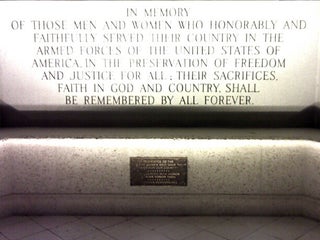 IN MEMORY
OF THOSE MEN AND WOMEN WHO HONORABLY AND
FAITHFULLY SERVED THEIR COUNTRY IN THE
ARMED FORCES OF THE UNITED STATES OF
AMERICA, IN THE PRESERVATION OF FREEDOM
AND JUSTICE FOR ALL; THEIR SACRIFICES,
FAITH IN GOD AND COUNTRY, SHALL
BE REMEMBERED BY ALL FOREVER.